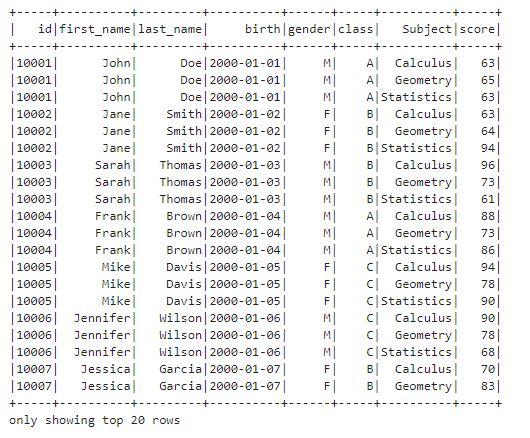 +-----+----------+---------+----------+------+-----+----------+-----+
|   id|first_name|last_name|     birth|gender|class|   Subject|score|
+-----+----------+---------+----------+------+-----+----------+-----+
|10001|      John|      Doe|2000-01-01|     M|    A|  Calculus|   63|
|10001|      John|      Doe|2000-01-01|     M|    A|  Geometry|   65|
|10001|      John|      Doe|2000-01-01|     M|    A|Statistics|   63|
|10002|      Jane|    Smith|2000-01-02|     F|    B|  Calculus|   63|
|10002|      Jane|    Smith|2000-01-02|     F|    B|  Geometry|   64|
|10002|      Jane|    Smith|2000-01-02|     F|    B|Statistics|   94|
|10003|     Sarah|   Thomas|2000-01-03|     M|    B|  Calculus|   96|
|10003|     Sarah|   Thomas|2000-01-03|     M|    B|  Geometry|   73|
|10003|     Sarah|   Thomas|2000-01-03|     M|    B|Statistics|   61|
|10004|     Frank|    Brown|2000-01-04|     M|    A|  Calculus|   88|
|10004|     Frank|    Brown|2000-01-04|     M|    A|  Geometry|   73|
|10004|     Frank|    Brown|2000-01-04|     M|    A|Statistics|   86|
|10005|      Mike|    Davis|2000-01-05|     F|    C|  Calculus|   94|
|10005|      Mike|    Davis|2000-01-05|     F|    C|  Geometry|   78|
|10005|      Mike|    Davis|2000-01-05|     F|    C|Statistics|   90|
|10006|  Jennifer|   Wilson|2000-01-06|     M|    C|  Calculus|   90|
|10006|  Jennifer|   Wilson|2000-01-06|     M|    C|  Geometry|   78|
|10006|  Jennifer|   Wilson|2000-01-06|     M|    C|Statistics|   68|
|10007|   Jessica|   Garcia|2000-01-07|     F|    B|  Calculus|   70|
|10007|   Jessica|   Garcia|2000-01-07|     F|    B|  Geometry|   83|
+-----+----------+---------+----------+------+-----+----------+-----+
only showing top 20 rows